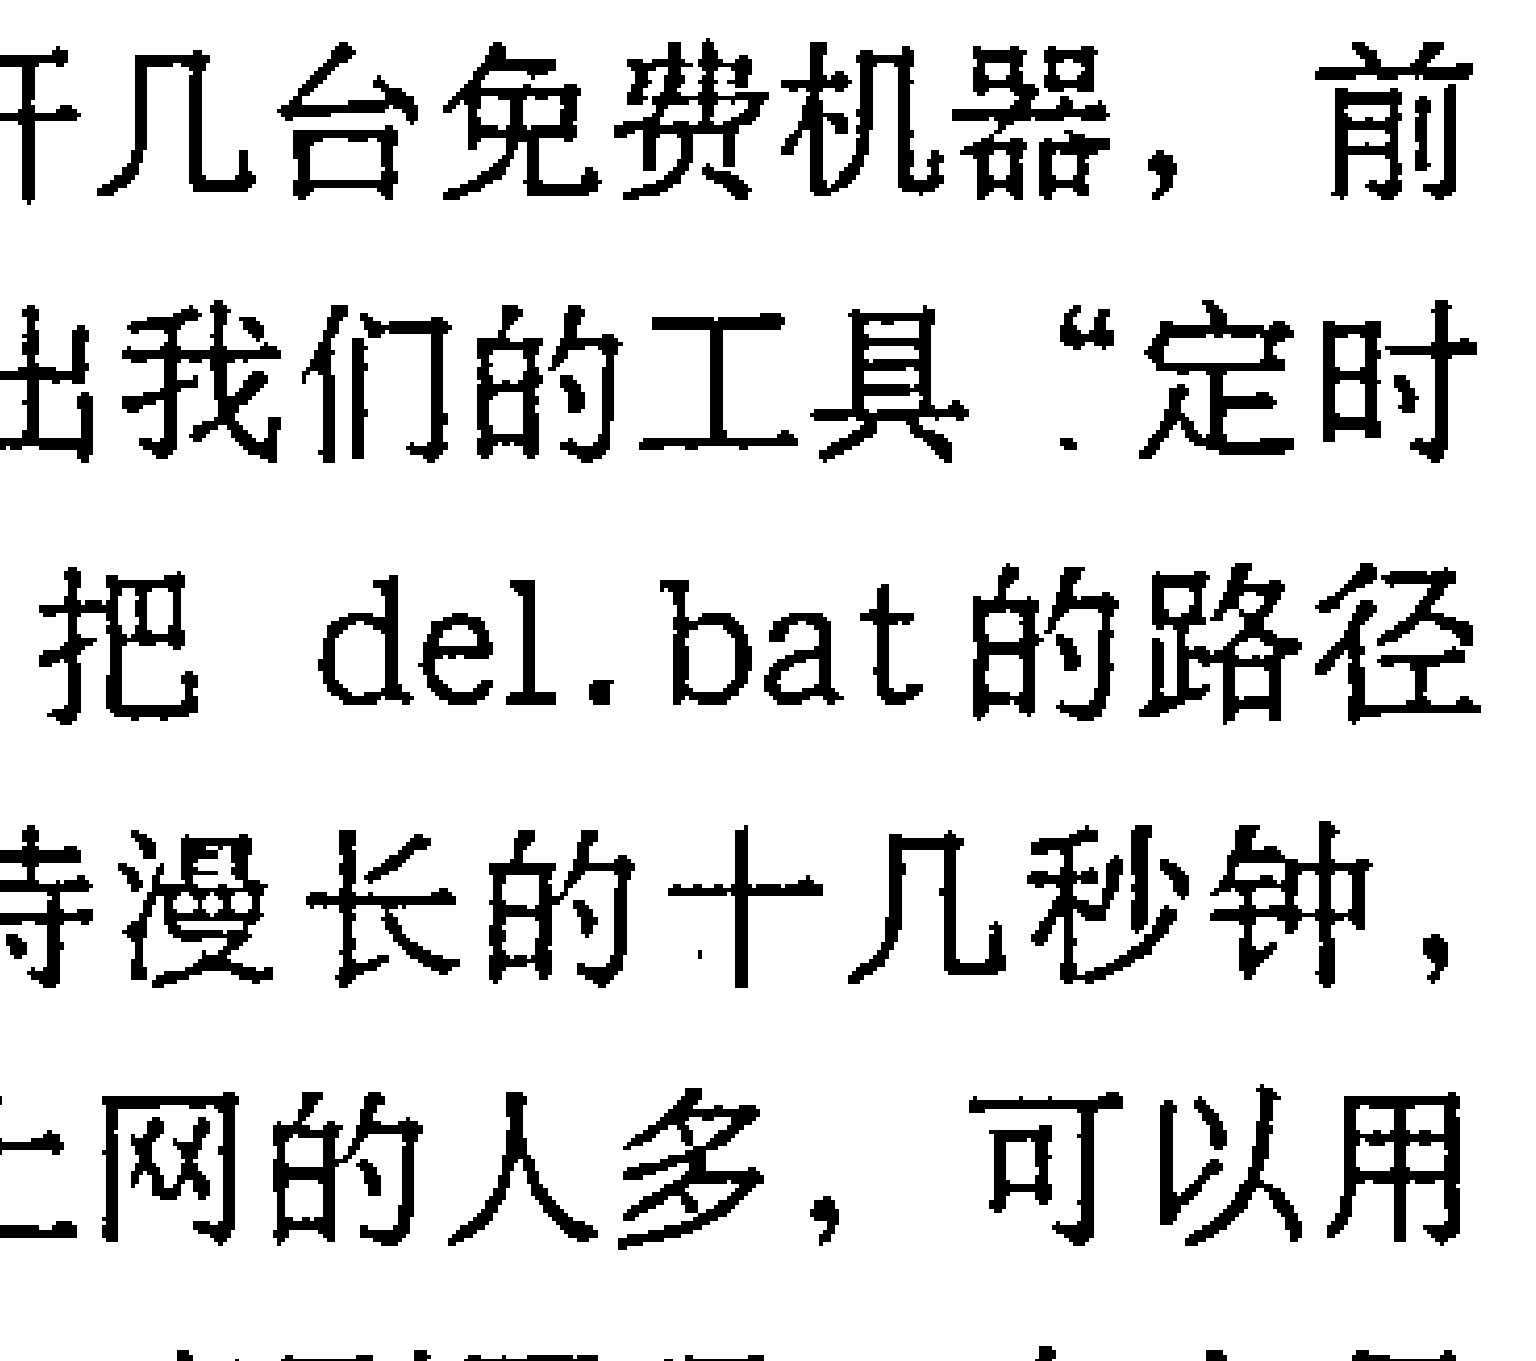 几台免费机器，前
出我们的工具“定时
把 del.bat的路径
漫长的十几秒钟，
上网的人多，可以用